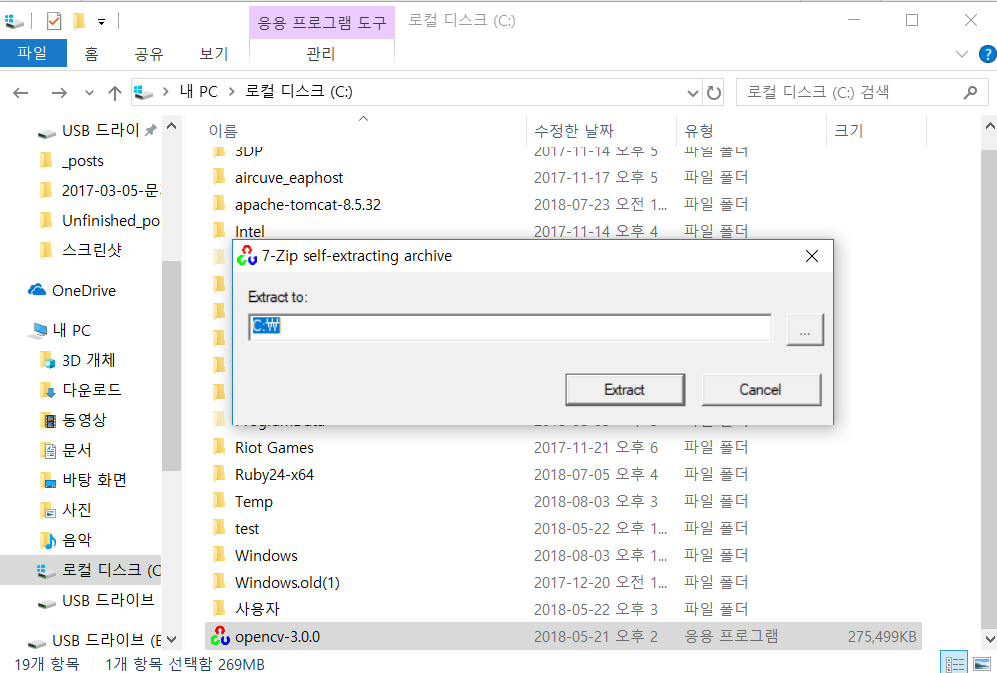 응용 프로그램 도구 로컬 디스크 (C:)
파일 홈 공유 보기 관리
내 PC 로컬 디스크 (C:) 로컬 디스크 (C:) 검색
이름 수정한 날짜 유형 크기
USB 드라이
_posts
2017-03-05-문
Unfinished_po
스크린샷
OneDrive
내 PC
3D 개체
다운로드
동영상
문서
바탕 화면
사진
음악
로컬 디스크 (C
USB 드라이브
USB 드라이브 (E
3DP 2017-11-14 오후 5 파일 폴더
aircuve_eaphost 2017-11-17 오후 5 파일 폴더
apache-tomcat-8.5.32 2018-07-23 오전 1... 파일 폴더
Intel 2017-11-14 오후 4 파일 폴더
7-Zip self-extracting archive
Extract to:
C:₩
...
Extract Cancel
Riot Games 2017-11-21 오후 6 파일 폴더
Ruby24-x64 2018-07-05 오후 4 파일 폴더
Temp 2018-08-03 오후 3 파일 폴더
test 2018-05-22 오후 1... 파일 폴더
Windows 2018-08-03 오후 1... 파일 폴더
Windows.old(1) 2017-12-20 오전 1... 파일 폴더
사용자 2018-05-22 오후 3 파일 폴더
opencv-3.0.0 2018-05-21 오후 2 응용 프로그램 275,499KB
19개 항목 1개 항목 선택함 269MB